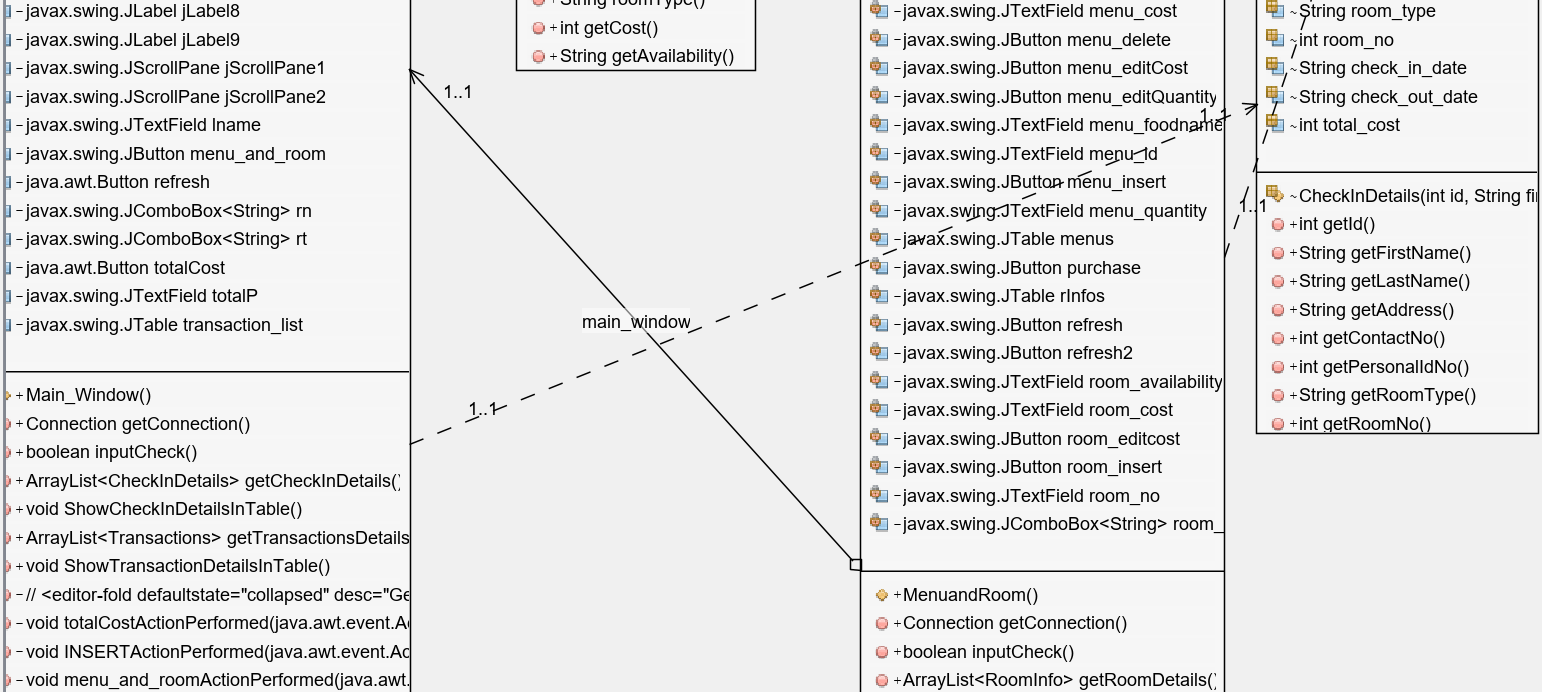 -javax.swing.JLabel jLabel8
-javax.swing.JLabel jLabel9
-javax.swing.JScrollPane jScrollPane1
-javax.swing.JScrollPane jScrollPane2
-javax.swing.JTextField lname
-javax.swing.JButton menu_and_room
-java.awt.Button refresh
-javax.swing.JComboBox<String> rn
-javax.swing.JComboBox<String> rt
-java.awt.Button totalCost
-javax.swing.JTextField totalP
-javax.swing.JTable transaction_list
+Main_Window()
+Connection getConnection()
+boolean inputCheck()
+ArrayList<CheckInDetails> getCheckInDetails()
+void ShowCheckInDetailsInTable()
+ArrayList<Transactions> getTransactionsDetails
+void ShowTransactionDetailsInTable()
-// <editor-fold defaultstate="collapsed" desc="Ge
-void totalCostActionPerformed(java.awt.event.A
-void INSERTActionPerformed(java.awt.event.Ac
-void menu_and_roomActionPerformed(java.awt.
+String roomType()
+int getCost()
+String getAvailability()
1..1
main_window
1..1
-javax.swing.JTextField menu_cost
-javax.swing.JButton menu_delete
-javax.swing.JButton menu_editCost
-javax.swing.JButton menu_editQuantity
-javax.swing.JTextField menu_foodname
-javax.swing.JTextField menu_id
-javax.swing.JButton menu_insert
-javax.swing.JTextField menu_quantity
-javax.swing.JTable menus
-javax.swing.JButton purchase
-javax.swing.JTable rInfos
-javax.swing.JButton refresh
-javax.swing.JButton refresh2
-javax.swing.JTextField room_availability
-javax.swing.JTextField room_cost
-javax.swing.JButton room_editcost
-javax.swing.JButton room_insert
-javax.swing.JTextField room_no
-javax.swing.JComboBox<String> room_
+MenuandRoom()
+Connection getConnection()
+boolean inputCheck()
+ArrayList<RoomInfo> getRoomDetails()
1..1
1..1
~String room_type
~int room_no
~String check_in_date
~String check_out_date
~int total_cost
~CheckInDetails(int id, String fi
+int getId()
+String getFirstName()
+String getLastName()
+String getAddress()
+int getContactNo()
+int getPersonalIdNo()
+String getRoomType()
+int getRoomNo()